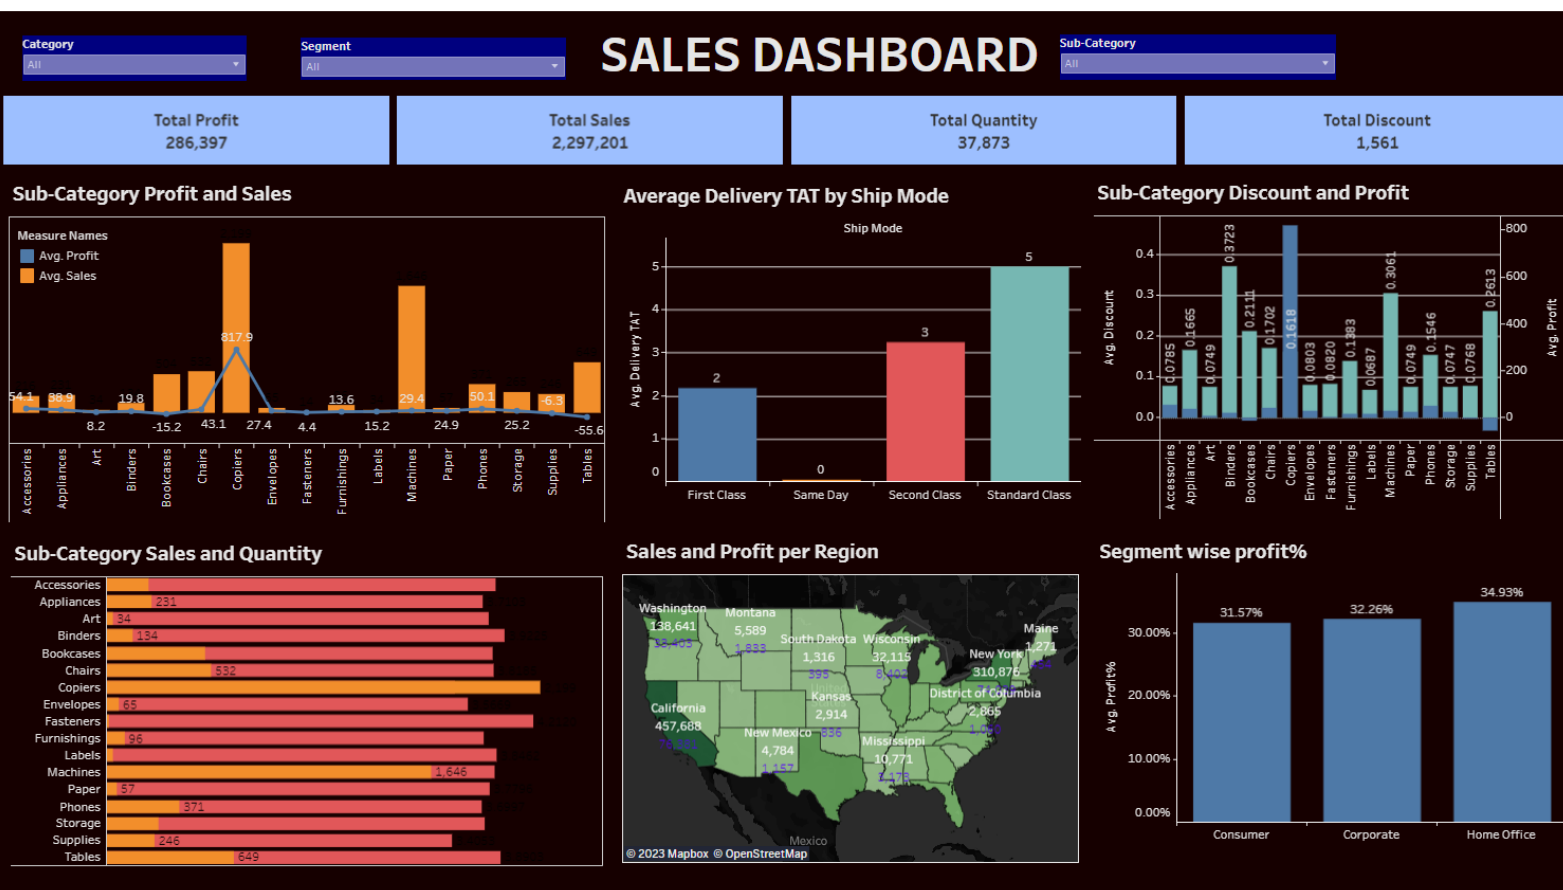 Category
All
Segment
All
SALES DASHBOARD
Sub-Category
All
Total Profit
286,397
Total Sales
2,297,201
Total Quantity
37,873
Total Discount
1,561
Sub-Category Profit and Sales
Measure Names
Avg. Profit
Avg. Sales
817.9
54.1 38.9 19.8 13.6 29.4 50.1 -6.3
8.2 -15.2 43.1 27.4 4.4 15.2 24.9 25.2 -55.6
Accessories
Appliances
Art
Binders
Bookcases
Chairs
Copiers
Envelopes
Fasteners
Furnishings
Labels
Machines
Paper
Phones
Storage
Supplies
Tables
Average Delivery TAT by Ship Mode
Ship Mode
Avg. Delivery TAT
5
4
3
2
1
0
2
0
3
5
First Class
Same Day
Second Class
Standard Class
Sub-Category Discount and Profit
Avg. Discount
0.4
0.3
0.2
0.1
0.0
0.0785
0.1665
0.0749
0.3723
0.2111
0.1702
0.1618
0.0803
0.0820
0.1383
0.0687
0.3061
0.0749
0.1546
0.0747
0.0768
0.2613
800
600
400
200
0
Avg. Profit
Accessories
Appliances
Art
Binders
Bookcases
Chairs
Copiers
Envelopes
Fasteners
Furnishings
Labels
Machines
Paper
Phones
Storage
Supplies
Tables
Sub-Category Sales and Quantity
Accessories
Appliances 231
Art 34
Binders 134
Bookcases
Chairs 532
Copiers
Envelopes 65
Fasteners
Furnishings 96
Labels
Machines 1,646
Paper 57
Phones 371
Storage
Supplies 246
Tables 649
Sales and Profit per Region
Washington
138,641
33,403
Montana
5,589
1,833
South Dakota
1,316
395
Wisconsin
32,115
8,402
Maine
1,271
New York
310,876
District of Columbia
2,865
Kansas
2,914
836
California
457,688
New Mexico
4,784
1,157
Mississippi
10,771
3,173
Mexico
© 2023 Mapbox © OpenStreetMap
Segment wise profit%
Avg. Profit%
30.00%
20.00%
10.00%
0.00%
31.57%
32.26%
34.93%
Consumer
Corporate
Home Office